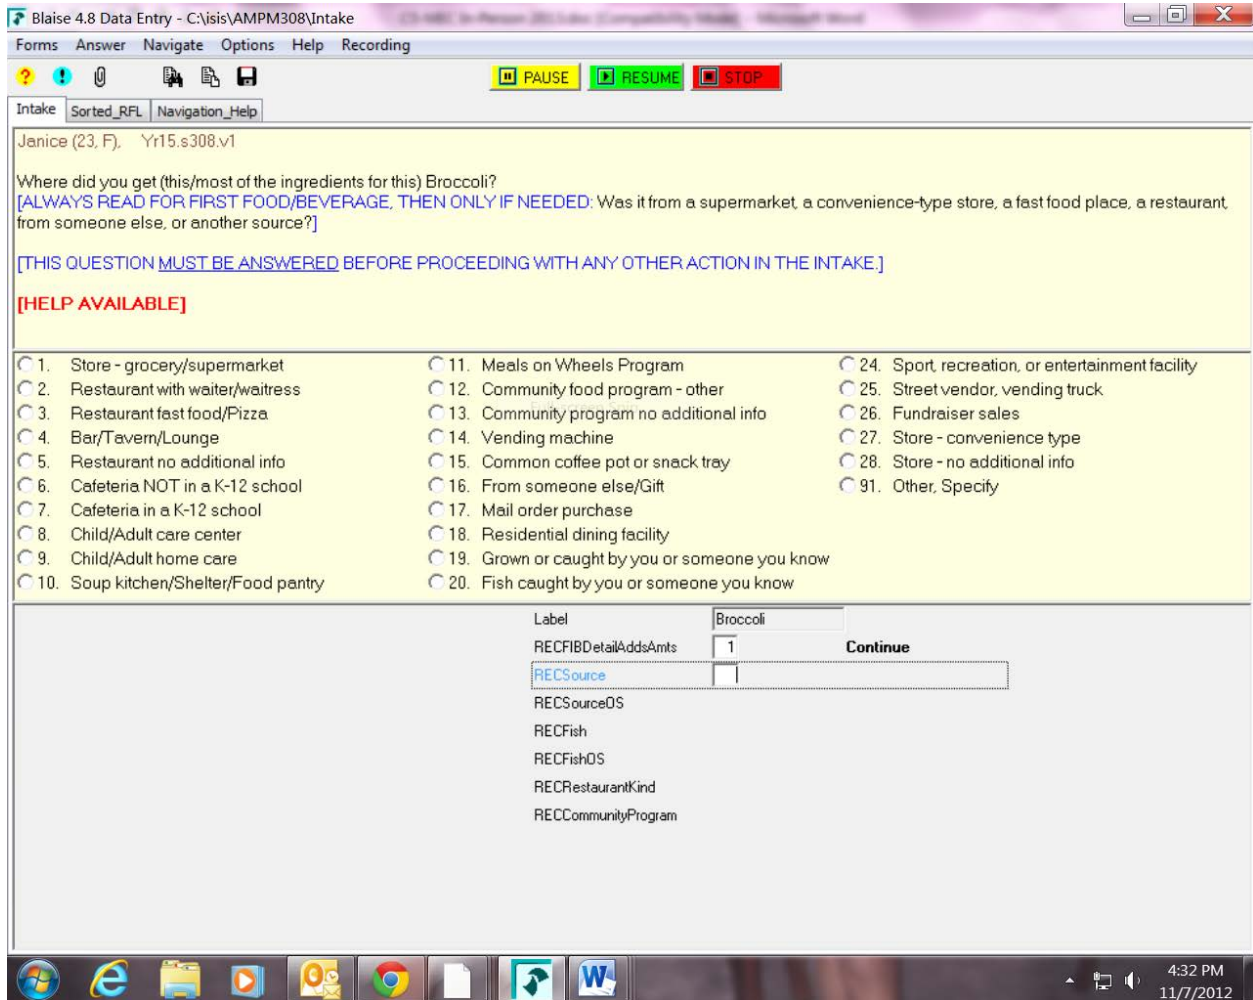 Blaise 4.8 Data Entry - C:\isis\AMPM308\Intake
Forms Answer Navigate Options Help Recording
PAUSE RESUME STOP
Intake Sorted_RFL Navigation_Help
Janice (23, F), Yr15.s308.v1
Where did you get (this/most of the ingredients for this) Broccoli?
[ALWAYS READ FOR FIRST FOOD/BEVERAGE, THEN ONLY IF NEEDED: Was it from a supermarket, a convenience-type store, a fast food place, a restaurant,
from someone else, or another source?]
[THIS QUESTION MUST BE ANSWERED BEFORE PROCEEDING WITH ANY OTHER ACTION IN THE INTAKE.]
[HELP AVAILABLE]
1. Store - grocery/supermarket
2. Restaurant with waiter/waitress
3. Restaurant fast food/Pizza
4. Bar/Tavern/Lounge
5. Restaurant no additional info
6. Cafeteria NOT in a K-12 school
7. Cafeteria in a K-12 school
8. Child/Adult care center
9. Child/Adult home care
10. Soup kitchen/Shelter/Food pantry
11. Meals on Wheels Program
12. Community food program - other
13. Community program no additional info
14. Vending machine
15. Common coffee pot or snack tray
16. From someone else/Gift
17. Mail order purchase
18. Residential dining facility
19. Grown or caught by you or someone you know
20. Fish caught by you or someone you know
24. Sport, recreation, or entertainment facility
25. Street vendor, vending truck
26. Fundraiser sales
27. Store - convenience type
28. Store - no additional info
91. Other, Specify
Label Broccoli
RECFIBDetailAddsAmts 1 Continue
RECSource
RECSourceOS
RECFish
RECFishOS
RECRestaurantKind
RECCommunityProgram
4:32 PM
11/7/2012